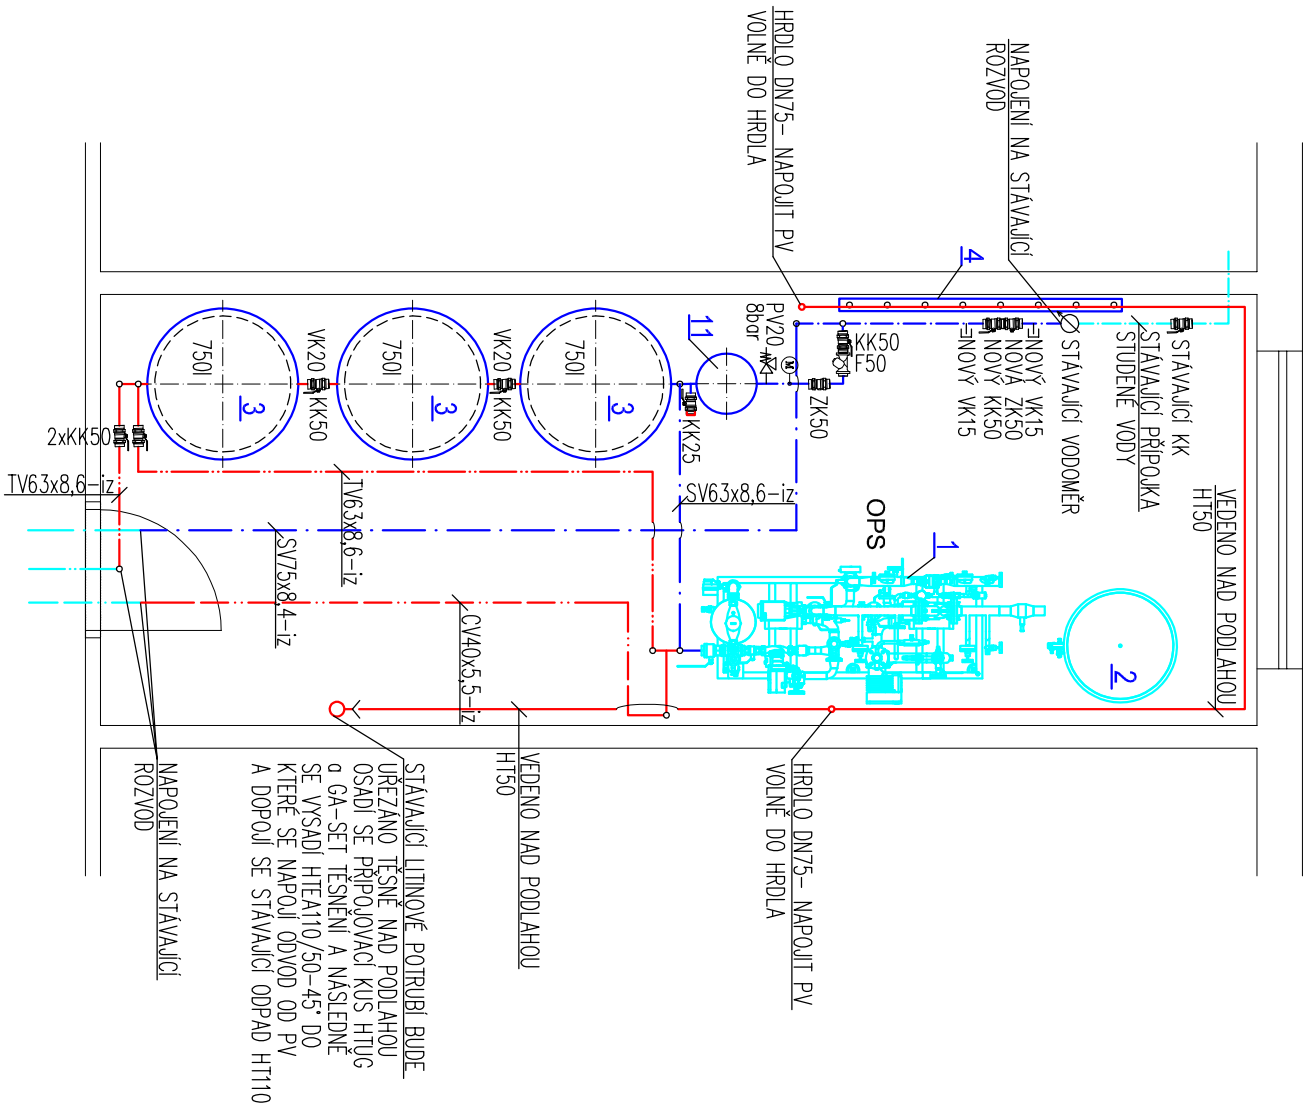 HRDLO DN75- NAPOJIT PV
VOLNĚ DO HRDLA
NAPOJENÍ NA STÁVAJÍCÍ
ROZVOD
4
STÁVAJÍCÍ KK
STÁVAJÍCÍ PŘÍPOJKA
STUDENÉ VODY
STÁVAJÍCÍ VODOMĚR
NOVÝ VK15
NOVÁ ZK50
NOVÝ KK50
NOVÝ VK15
KK50
F50
PV20
8bar
M
ZK50
11
KK25
750l
3
VK20
KK50
750l
3
VK20
KK50
750l
3
2xKK50
TV63x8,6-iz
TV63x8,6-iz
SV63x8,6-iz
SV75x8,4-iz
CV40x5,5-iz
OPS
1
2
VEDENO NAD PODLAHOU
HT50
VEDENO NAD PODLAHOU
HT50
HRDLO DN75- NAPOJIT PV
VOLNĚ DO HRDLA
STÁVAJÍCÍ LITINOVÉ POTRUBÍ BUDE
UŘEZÁNO TĚSNĚ NAD PODLAHOU
OSADÍ SE PŘIPOJOVACÍ KUS HTUG
a GA-SET TĚSNĚNÍ A NÁSLEDNĚ
SE VYSADÍ HTEA110/50-45° DO
KTERÉ SE NAPOJÍ ODVOD OD PV
A DOPOJÍ SE STÁVAJÍCÍ ODPAD HT110
NAPOJENÍ NA STÁVAJÍCÍ
ROZVOD